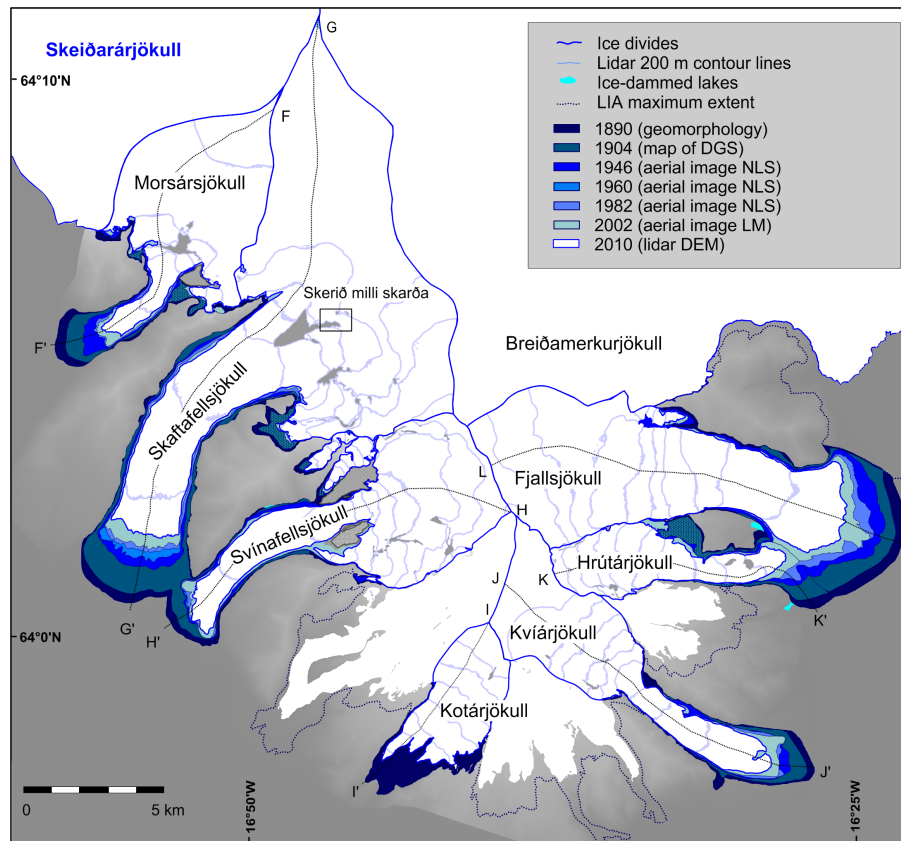 G
Skeiðarárjökull
64°10'N
F
Ice divides
Lidar 200 m contour lines
Ice-dammed lakes
LIA maximum extent
1890 (geomorphology)
1904 (map of DGS)
1946 (aerial image NLS)
1960 (aerial image NLS)
1982 (aerial image NLS)
2002 (aerial image LM)
2010 (lidar DEM)
Morsársjökull
Skerið milli skarða
F'
Breiðamerkurjökull
Skaftafellsjökull
L
Fjallsjökull
H
Svínafellsjökull
E'
Hrútárjökull
J
K
I
K'
G'
H'
Kvíárjökull
64°0'N
Kotárjökull
I'
J'
0
5 km
16°50'W
16°25'W